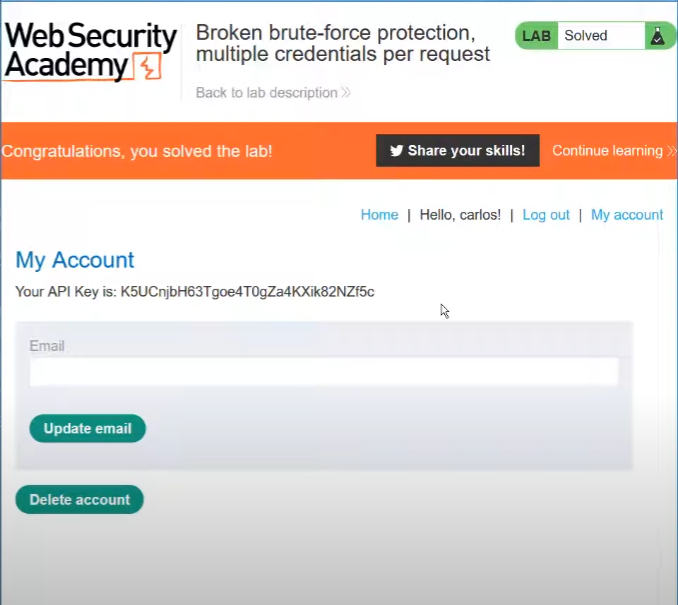 Web Security
Academy
Broken brute-force protection,
multiple credentials per request
LAB Solved
Back to lab description
Congratulations, you solved the lab!
Share your skills!
Continue learning
Home | Hello, carlos! | Log out | My account
My Account
Your API Key is: K5UCnjbH63Tgoe4T0gZa4KXik82NZf5c
Email
Update email
Delete account